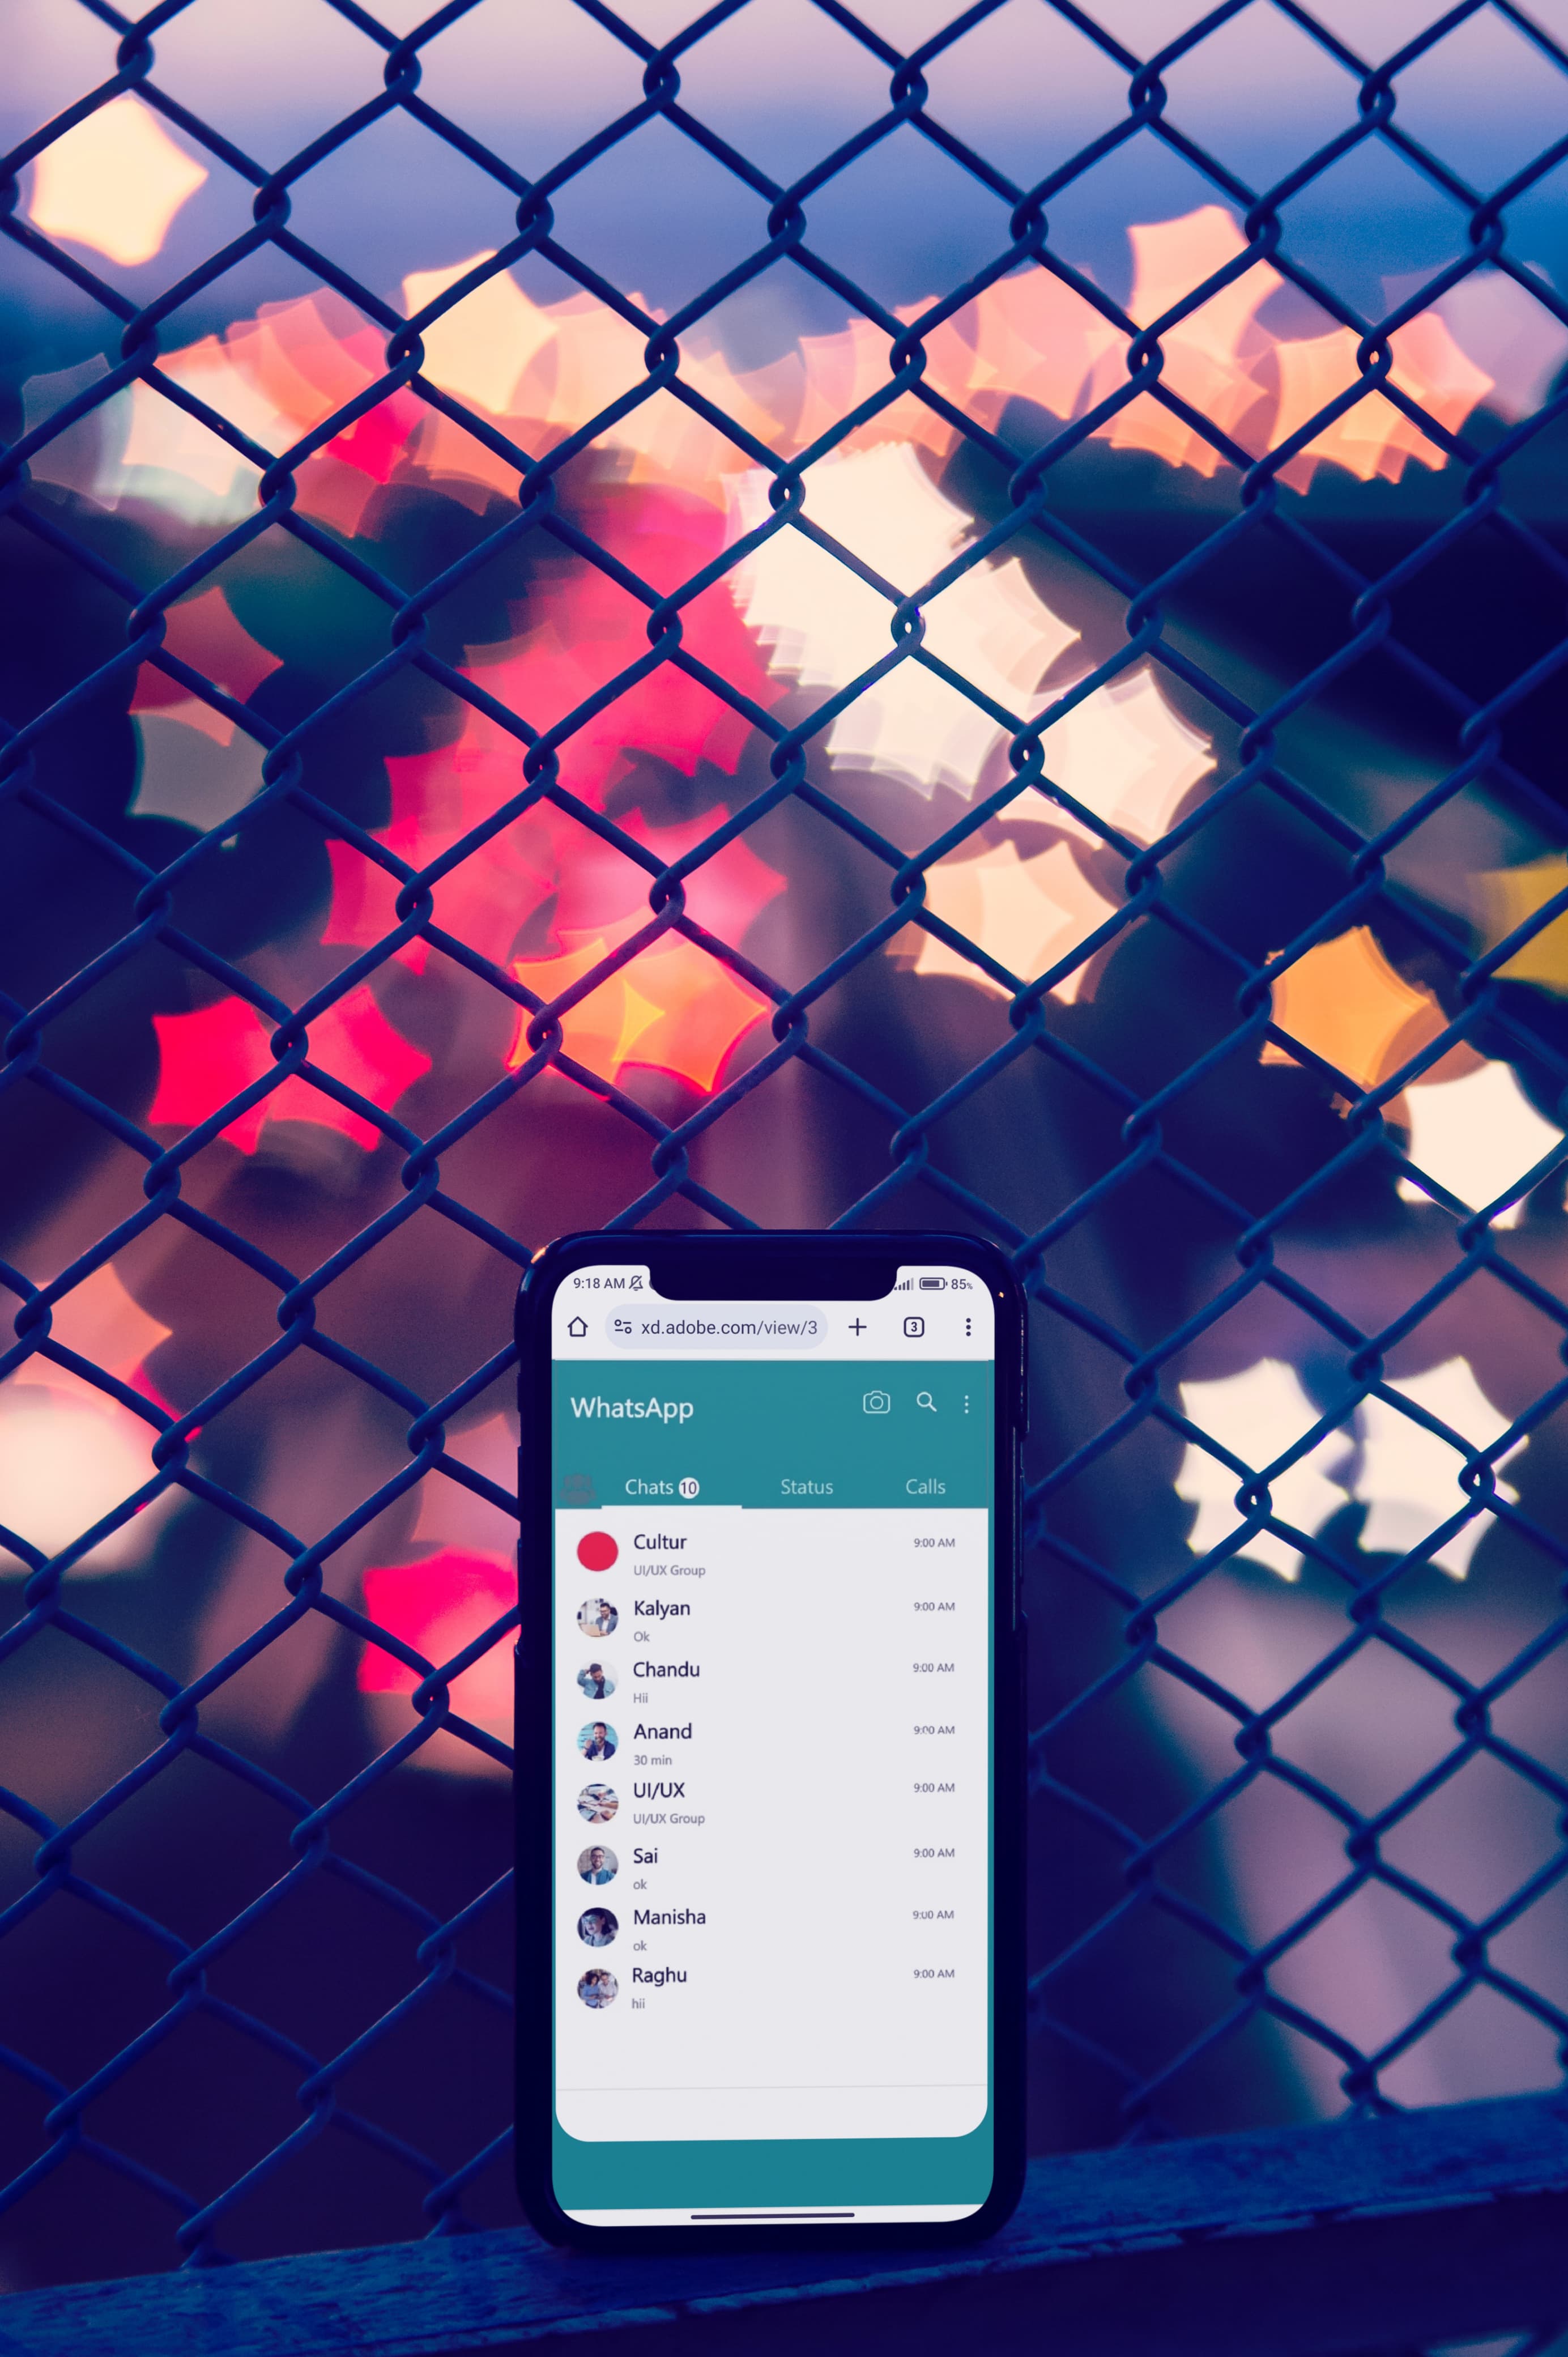 9:18 AM 85%
xd.adobe.com/view/3 3
WhatsApp
Chats 10 Status Calls
Cultur 9:00 AM
UI/UX Group
Kalyan 9:00 AM
Ok
Chandu 9:00 AM
Hii
Anand 9:00 AM
30 min
UI/UX 9:00 AM
UI/UX Group
Sai 9:00 AM
ok
Manisha 9:00 AM
ok
Raghu 9:00 AM
hii